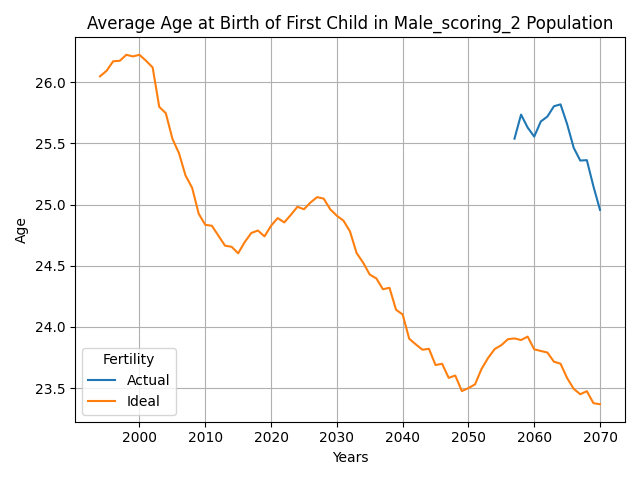 Average Age at Birth of First Child in Male_scoring_2 Population
26.0
25.5
25.0
24.5
24.0
23.5
Age
Fertility
Actual
Ideal
2000 2010 2020 2030 2040 2050 2060 2070
Years